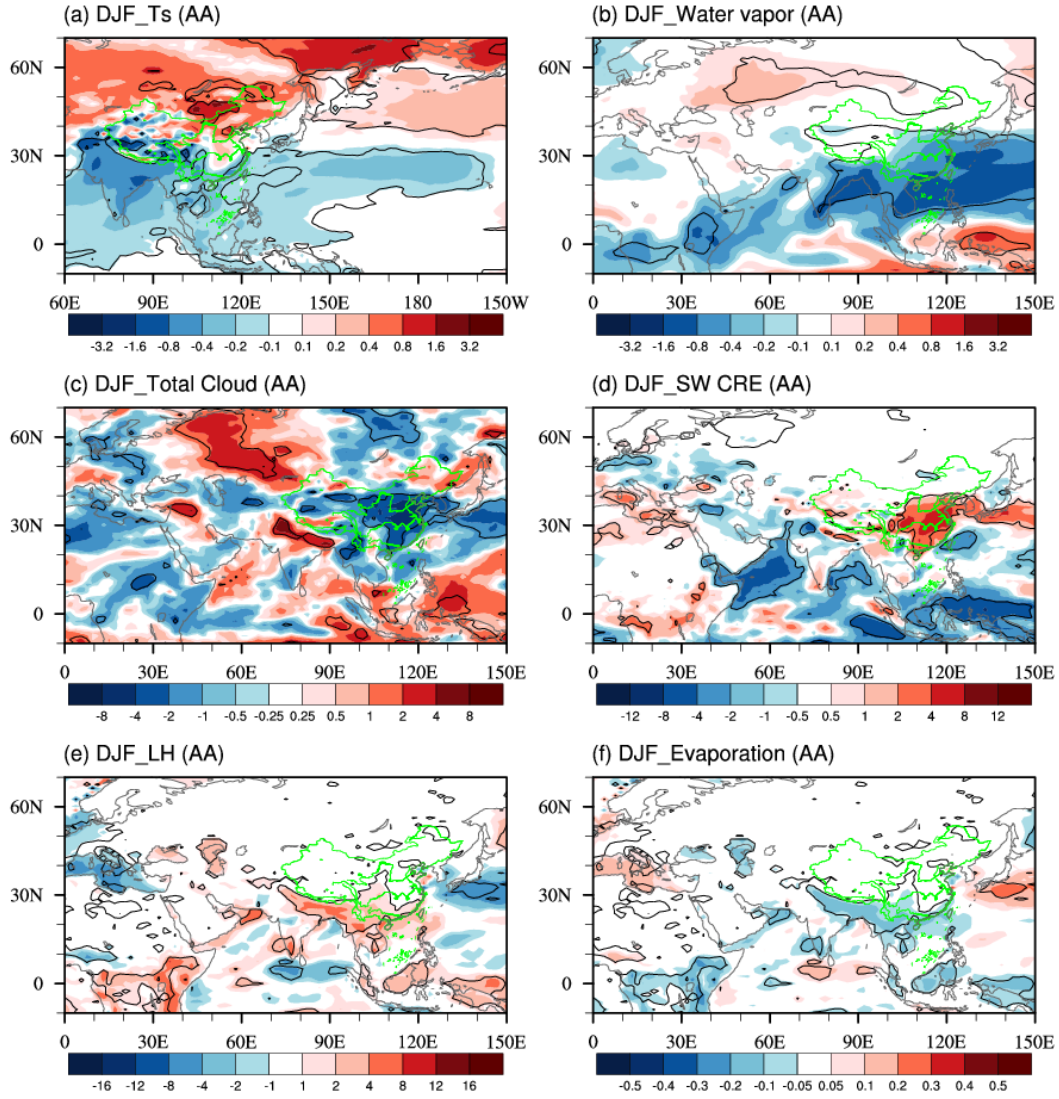 (a) DJF_Ts (AA)
60N
30N
0
60E 90E 120E 150E 180 150W
-3.2 -1.6 -0.8 -0.4 -0.2 -0.1 0.1 0.2 0.4 0.8 1.6 3.2
(b) DJF_Water vapor (AA)
60N
30N
0
0 30E 60E 90E 120E 150E
-3.2 -1.6 -0.8 -0.4 -0.2 -0.1 0.1 0.2 0.4 0.8 1.6 3.2
(c) DJF_Total Cloud (AA)
60N
30N
0
0 30E 60E 90E 120E 150E
-8 -4 -2 -1 -0.5 -0.25 0.25 0.5 1 2 4 8
(d) DJF_SW CRE (AA)
60N
30N
0
0 30E 60E 90E 120E 150E
-12 -8 -4 -2 -1 -0.5 0.5 1 2 4 8 12
(e) DJF_LH (AA)
60N
30N
0
0 30E 60E 90E 120E 150E
-16 -12 -8 -4 -2 -1 1 2 4 8 12 16
(f) DJF_Evaporation (AA)
60N
30N
0
0 30E 60E 90E 120E 150E
-0.5 -0.4 -0.3 -0.2 -0.1 -0.05 0.05 0.1 0.2 0.3 0.4 0.5